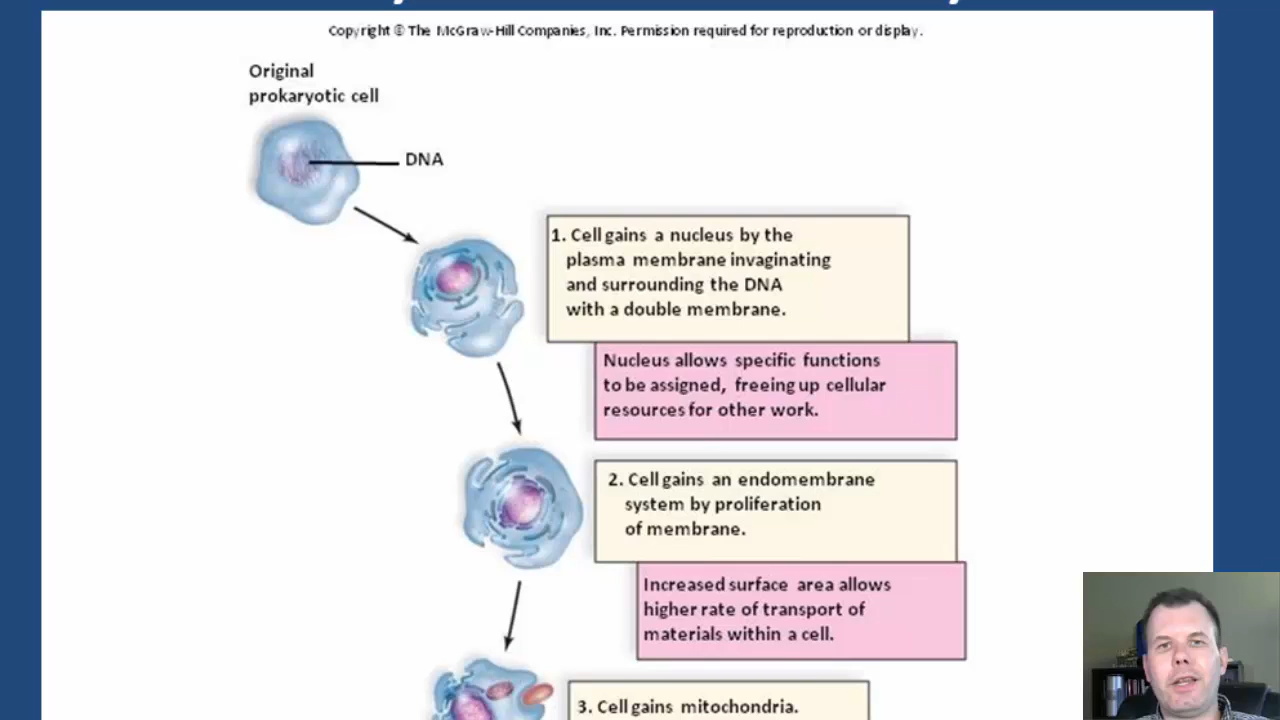 Copyright © The McGraw-Hill Companies, Inc. Permission required for reproduction or display.
Original
prokaryotic cell
DNA
1. Cell gains a nucleus by the
plasma membrane invaginating
and surrounding the DNA
with a double membrane.
Nucleus allows specific functions
to be assigned, freeing up cellular
resources for other work.
2. Cell gains an endomembrane
system by proliferation
of membrane.
Increased surface area allows
higher rate of transport of
materials within a cell.
3. Cell gains mitochondria.